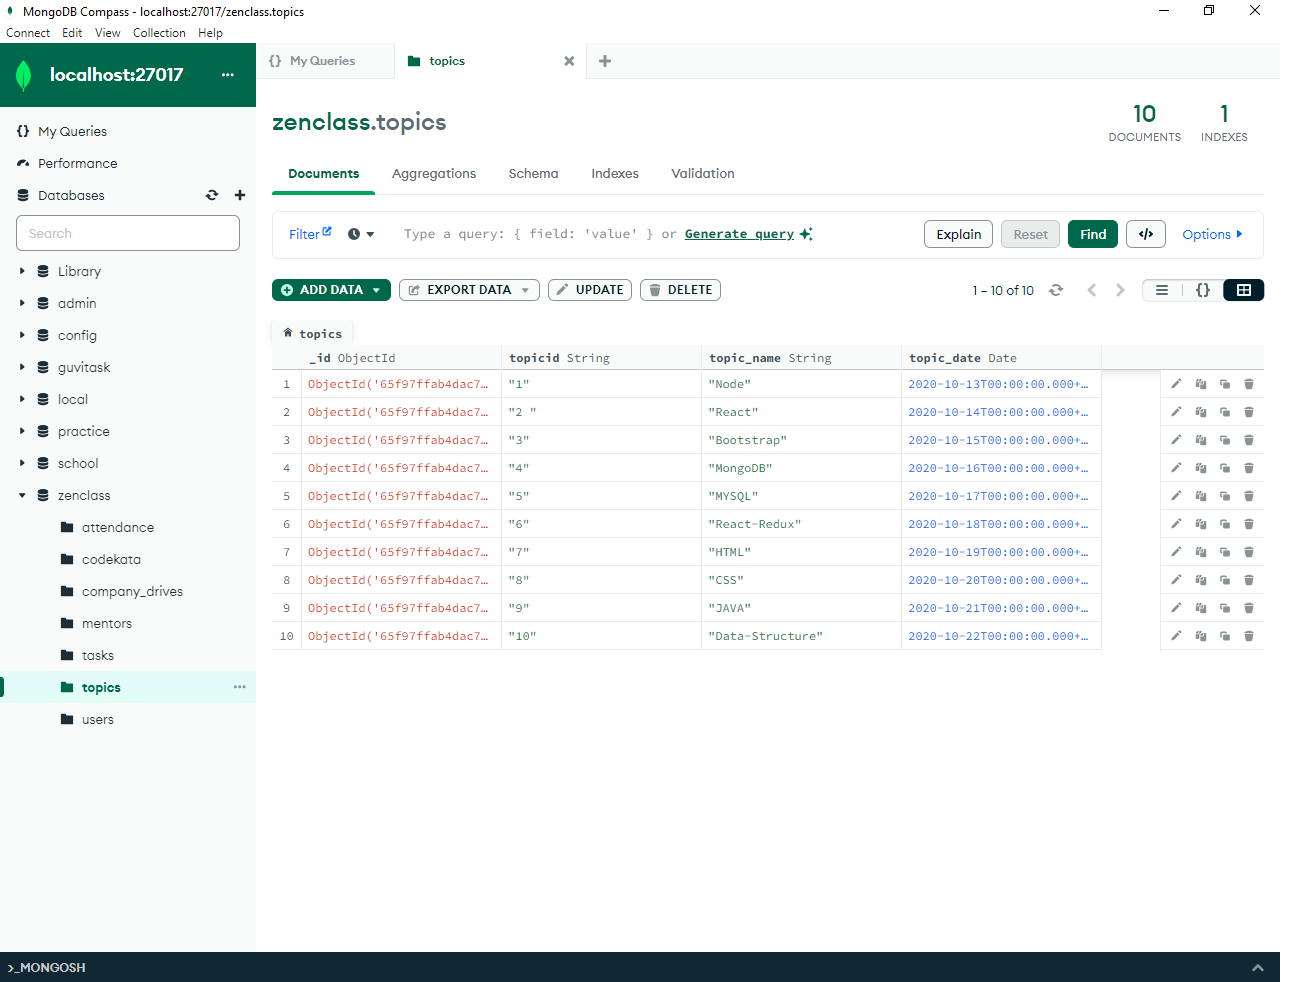 MongoDB Compass - localhost:27017/zenclass.topics
Connect Edit View Collection Help
localhost:27017 ...
{} My Queries
topics
My Queries
Performance
Databases
Search
Library
admin
config
guvitask
local
practice
school
zenclass
attendance
codekata
company_drives
mentors
tasks
topics ...
users
zenclass.topics
10 DOCUMENTS
1 INDEXES
Documents Aggregations Schema Indexes Validation
Filter Type a query: { field: 'value' } or Generate query Explain Reset Find </> Options
ADD DATA EXPORT DATA UPDATE DELETE 1 – 10 of 10 {}
topics
_id ObjectId topicid String topic_name String topic_date Date
1 ObjectId('65f97ffab4dac7… "1" "Node" 2020-10-13T00:00:00.000+…
2 ObjectId('65f97ffab4dac7… "2 " "React" 2020-10-14T00:00:00.000+…
3 ObjectId('65f97ffab4dac7… "3" "Bootstrap" 2020-10-15T00:00:00.000+…
4 ObjectId('65f97ffab4dac7… "4" "MongoDB" 2020-10-16T00:00:00.000+…
5 ObjectId('65f97ffab4dac7… "5" "MYSQL" 2020-10-17T00:00:00.000+…
6 ObjectId('65f97ffab4dac7… "6" "React-Redux" 2020-10-18T00:00:00.000+…
7 ObjectId('65f97ffab4dac7… "7" "HTML" 2020-10-19T00:00:00.000+…
8 ObjectId('65f97ffab4dac7… "8" "CSS" 2020-10-20T00:00:00.000+…
9 ObjectId('65f97ffab4dac7… "9" "JAVA" 2020-10-21T00:00:00.000+…
10 ObjectId('65f97ffab4dac7… "10" "Data-Structure" 2020-10-22T00:00:00.000+…
>_MONGOSH